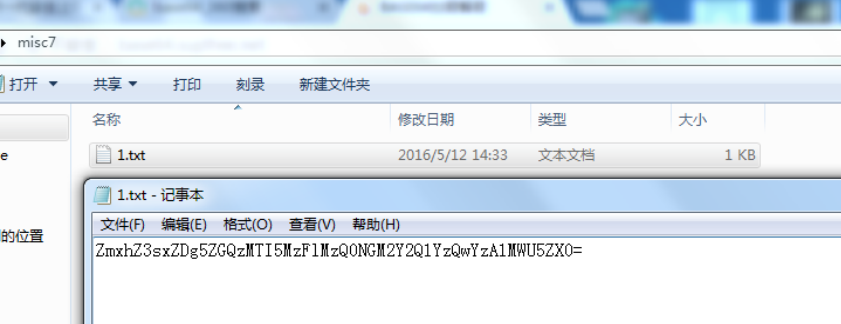 misc7
打开 共享 打印 刻录 新建文件夹
名称 修改日期 类型 大小
e 1.txt 2016/5/12 14:33 文本文档 1 KB
1.txt - 记事本
的位置 文件(F) 编辑(E) 格式(O) 查看(V) 帮助(H)
ZmxhZ3sxZDg5ZGQzMTI5MzFlMzQ0NGM2Y2Q1YzQwYzA1MWU5ZX0=